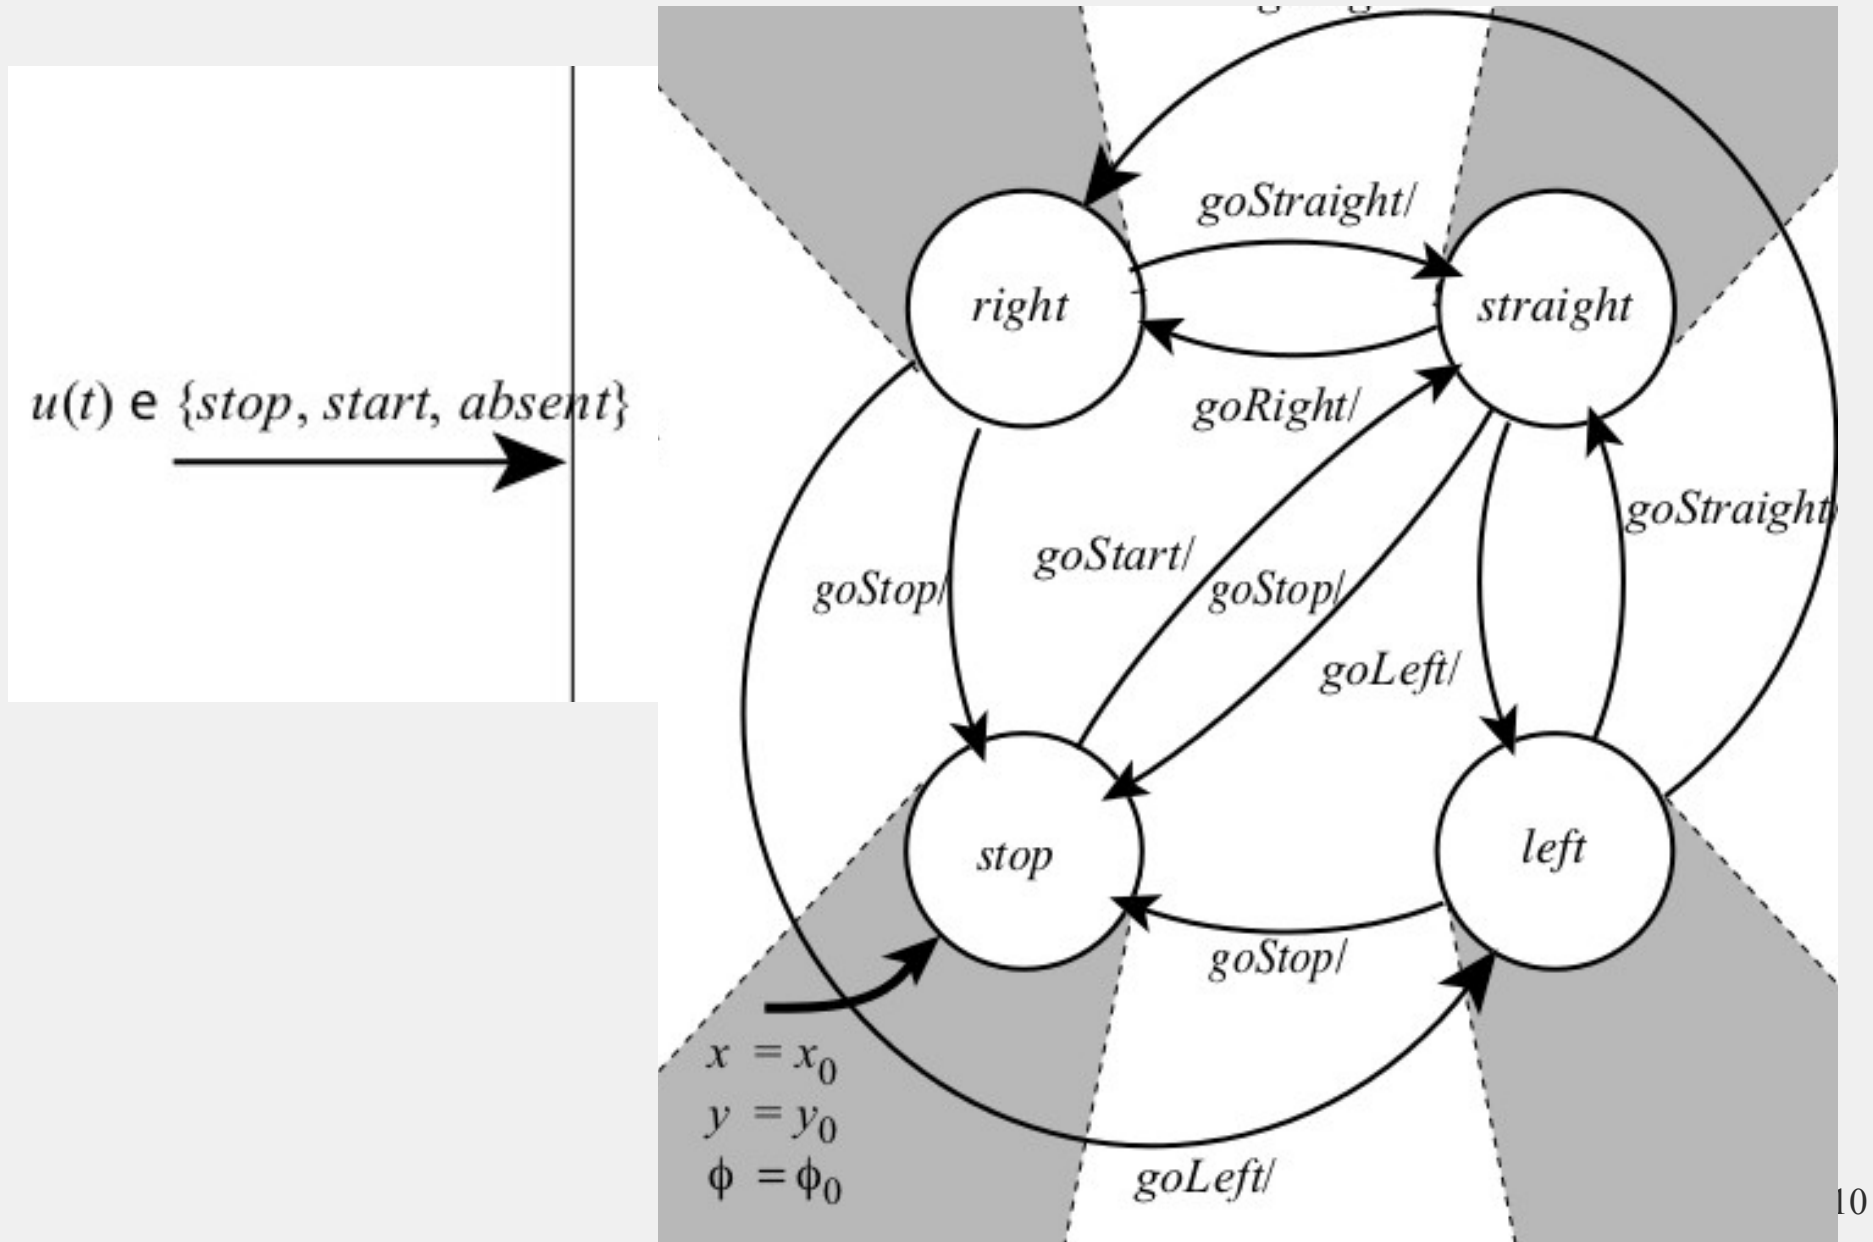 u(t) e {stop, start, absent}
goStraight/
right
straight
goRight/
goStraight/
goStart/
goStop/
goStop/
goLeft/
stop
left
goStop/
x = x0
y = y0
ϕ = ϕ0
goLeft/
10